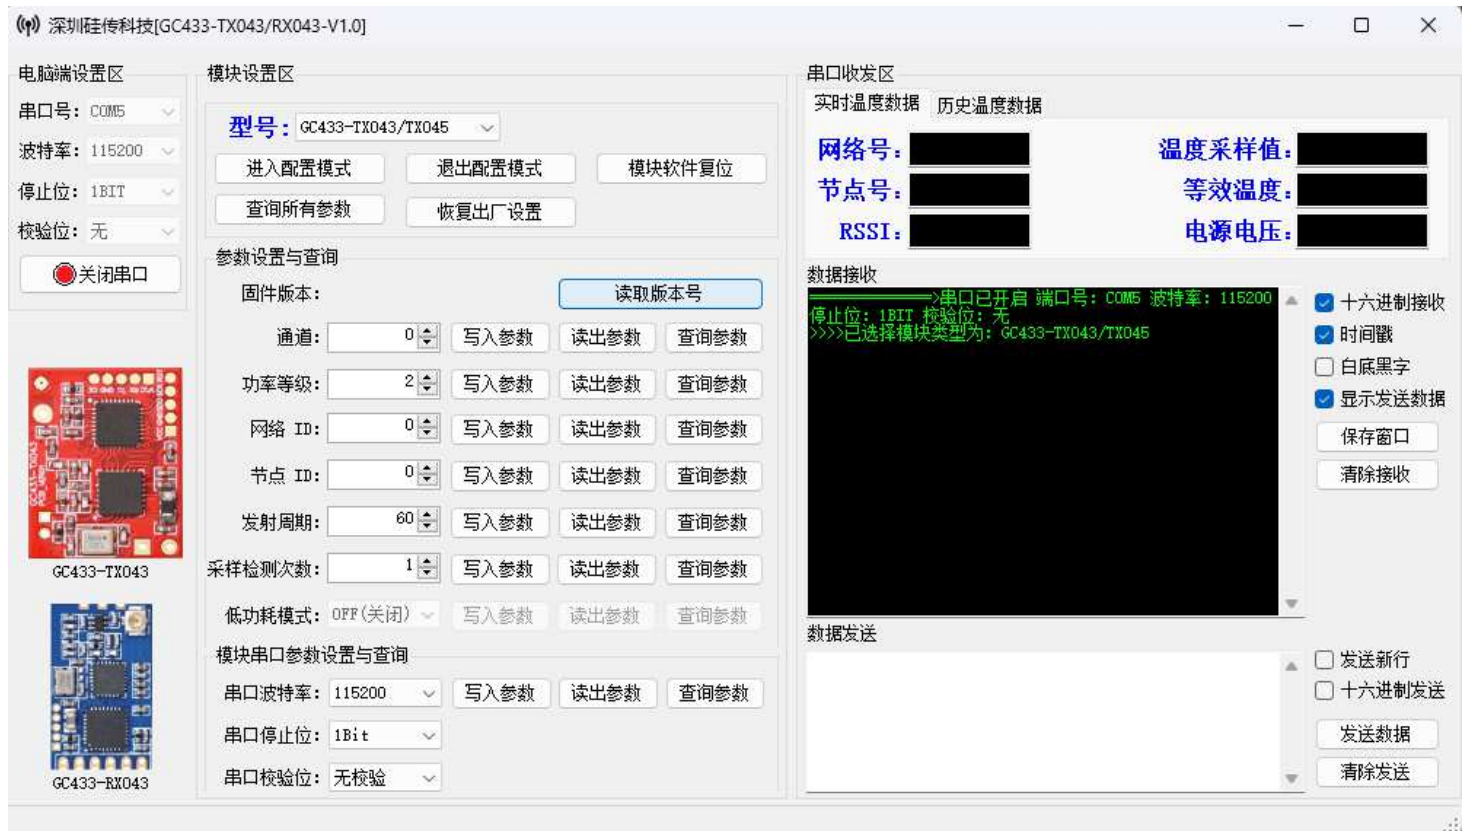 深圳硅传科技[GC433-TX043/RX043-V1.0]
电脑端设置区
串口号: COM5
波特率: 115200
停止位: 1BIT
校验位: 无
关闭串口
GC433-TX043
GC433-RX043
模块设置区
型号: GC433-TX043/TX045
进入配置模式 退出配置模式 模块软件复位
查询所有参数 恢复出厂设置
参数设置与查询
固件版本: 读取版本号
通道: 0 写入参数 读出参数 查询参数
功率等级: 2 写入参数 读出参数 查询参数
网络 ID: 0 写入参数 读出参数 查询参数
节点 ID: 0 写入参数 读出参数 查询参数
发射周期: 60 写入参数 读出参数 查询参数
采样检测次数: 1 写入参数 读出参数 查询参数
低功耗模式: OFF(关闭) 写入参数 读出参数 查询参数
模块串口参数设置与查询
串口波特率: 115200 写入参数 读出参数 查询参数
串口停止位: 1Bit
串口校验位: 无校验
串口收发区
实时温度数据 历史温度数据
网络号: 温度采样值:
节点号: 等效温度:
RSSI: 电源电压:
数据接收
══════════>串口已开启 端口号: COM5 波特率: 115200
停止位: 1BIT 校验位: 无
>>>>已选择模块类型为: GC433-TX043/TX045
十六进制接收
时间戳
白底黑字
显示发送数据
保存窗口
清除接收
数据发送
发送新行
十六进制发送
发送数据
清除发送